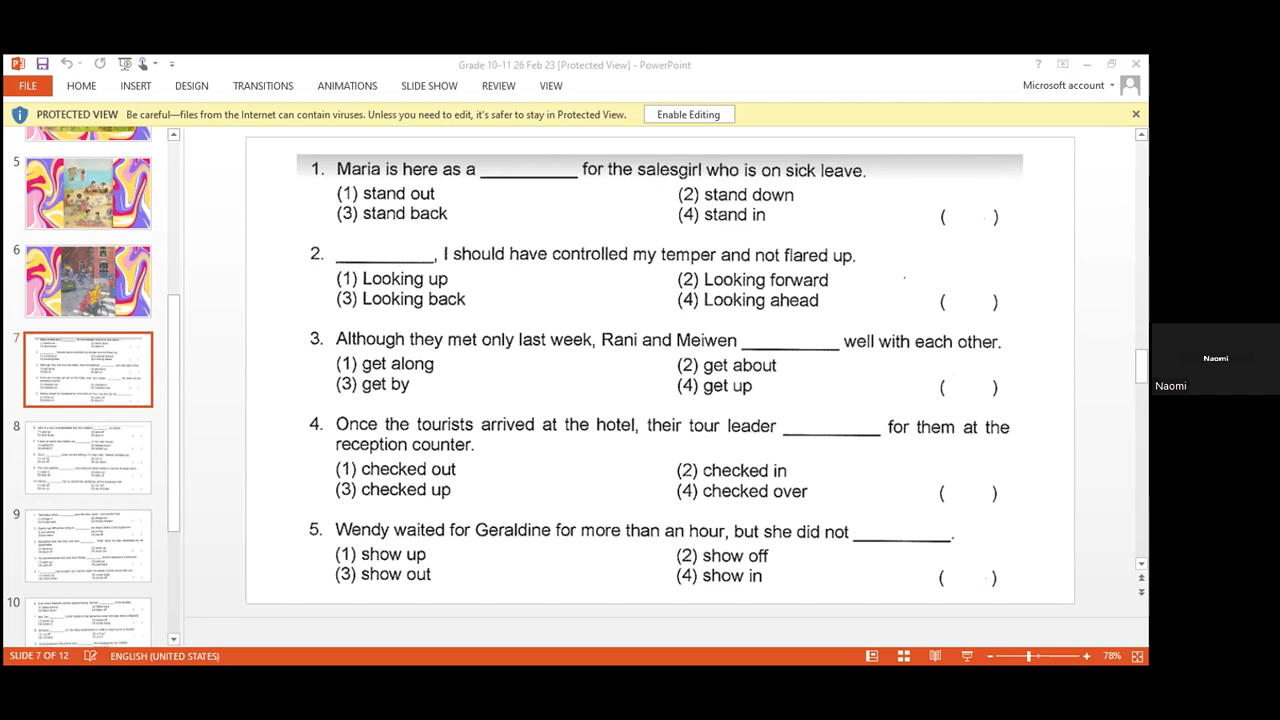 Grade 10-11 26 Feb 23 [Protected View] - PowerPoint
FILE HOME INSERT DESIGN TRANSITIONS ANIMATIONS SLIDE SHOW REVIEW VIEW Microsoft account
PROTECTED VIEW Be careful—files from the Internet can contain viruses. Unless you need to edit, it's safer to stay in Protected View. Enable Editing
5
6
7
8
9
10
1. Maria is here as a __________ for the salesgirl who is on sick leave.
(1) stand out (2) stand down
(3) stand back (4) stand in ( )
2. __________, I should have controlled my temper and not flared up.
(1) Looking up (2) Looking forward
(3) Looking back (4) Looking ahead ( )
3. Although they met only last week, Rani and Meiwen __________ well with each other.
(1) get along (2) get about
(3) get by (4) get up ( )
4. Once the tourists arrived at the hotel, their tour leader __________ for them at the
reception counter.
(1) checked out (2) checked in
(3) checked up (4) checked over ( )
5. Weny waited for her sister for more than an hour, but she did not __________.
(1) show up (2) show off
(3) show out (4) show in ( )
Naomi
Naomi
SLIDE 7 OF 12 ENGLISH (UNITED STATES) 78%